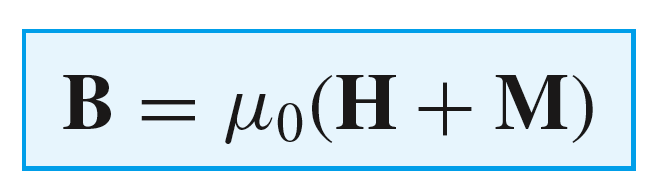 B = μ₀(H + M)